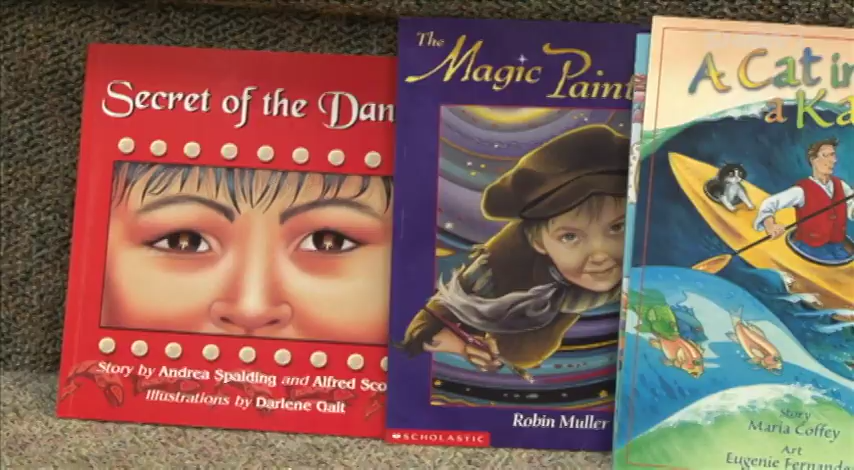 Secret of the Dan
Story by Andrea Spalding and Alfred Sco
Illustrations by Darlene Gait
The
Magic Paint
Robin Muller
SCHOLASTIC
A Cat in
a Ka
Story
Maria Coffey
Art
Eugenie Fernande